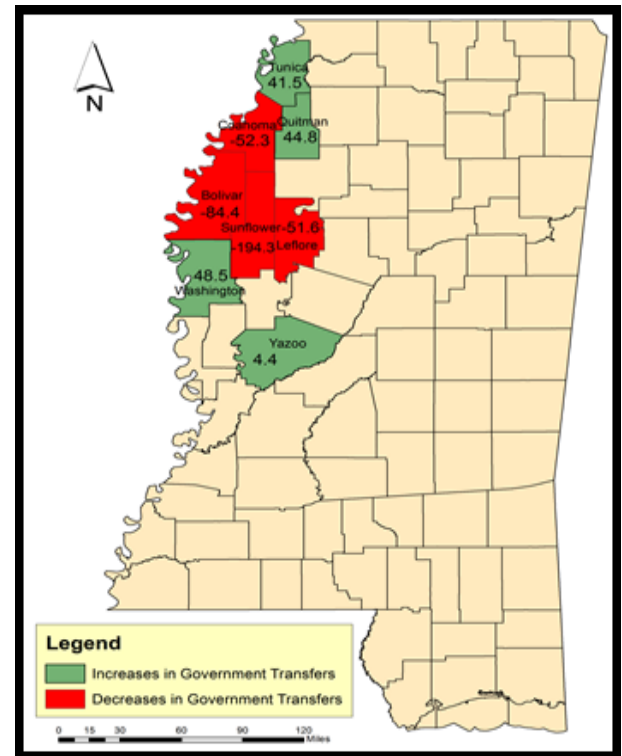 N
Tunica
41.5
Coahoma
-52.3
Quitman
44.8
Bolivar
-84.4
Sunflower
-194.3
-51.6
Leflore
48.5
Washington
Yazoo
4.4
Legend
Increases in Government Transfers
Decreases in Government Transfers
0 15 30 60 90 120
Miles